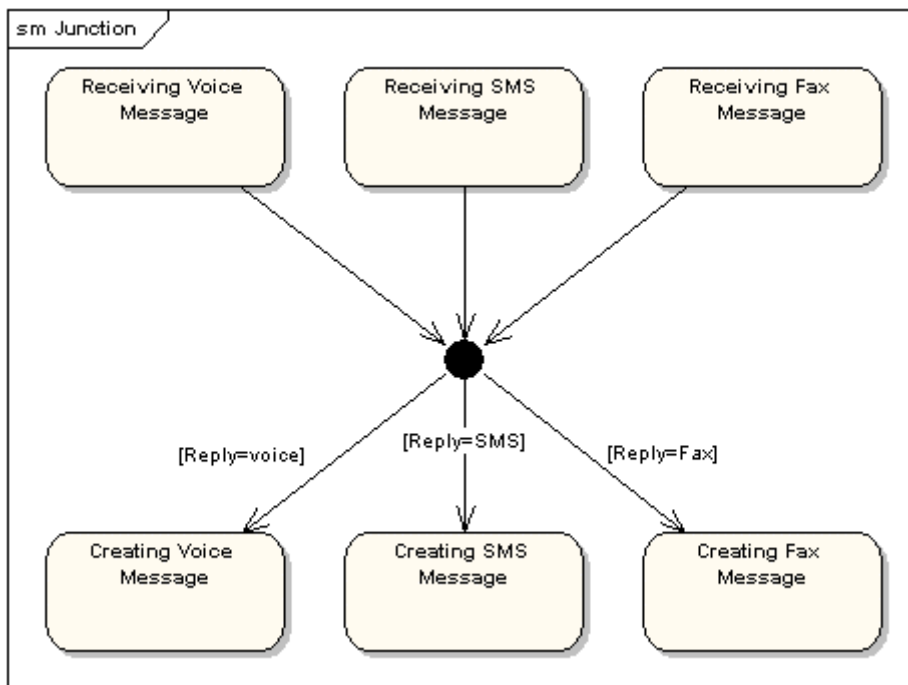 sm Junction
Receiving Voice
Message
Receiving SMS
Message
Receiving Fax
Message
[Reply=voice]
[Reply=SMS]
[Reply=Fax]
Creating Voice
Message
Creating SMS
Message
Creating Fax
Message